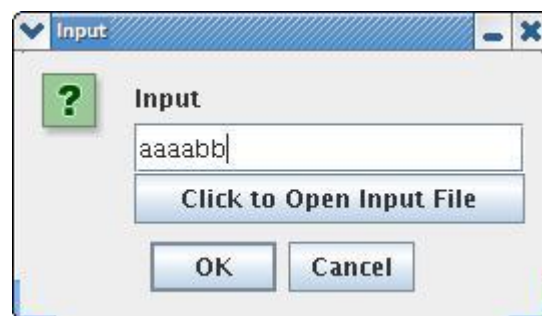 Input
?
Input
aaaabb
Click to Open Input File
OK Cancel